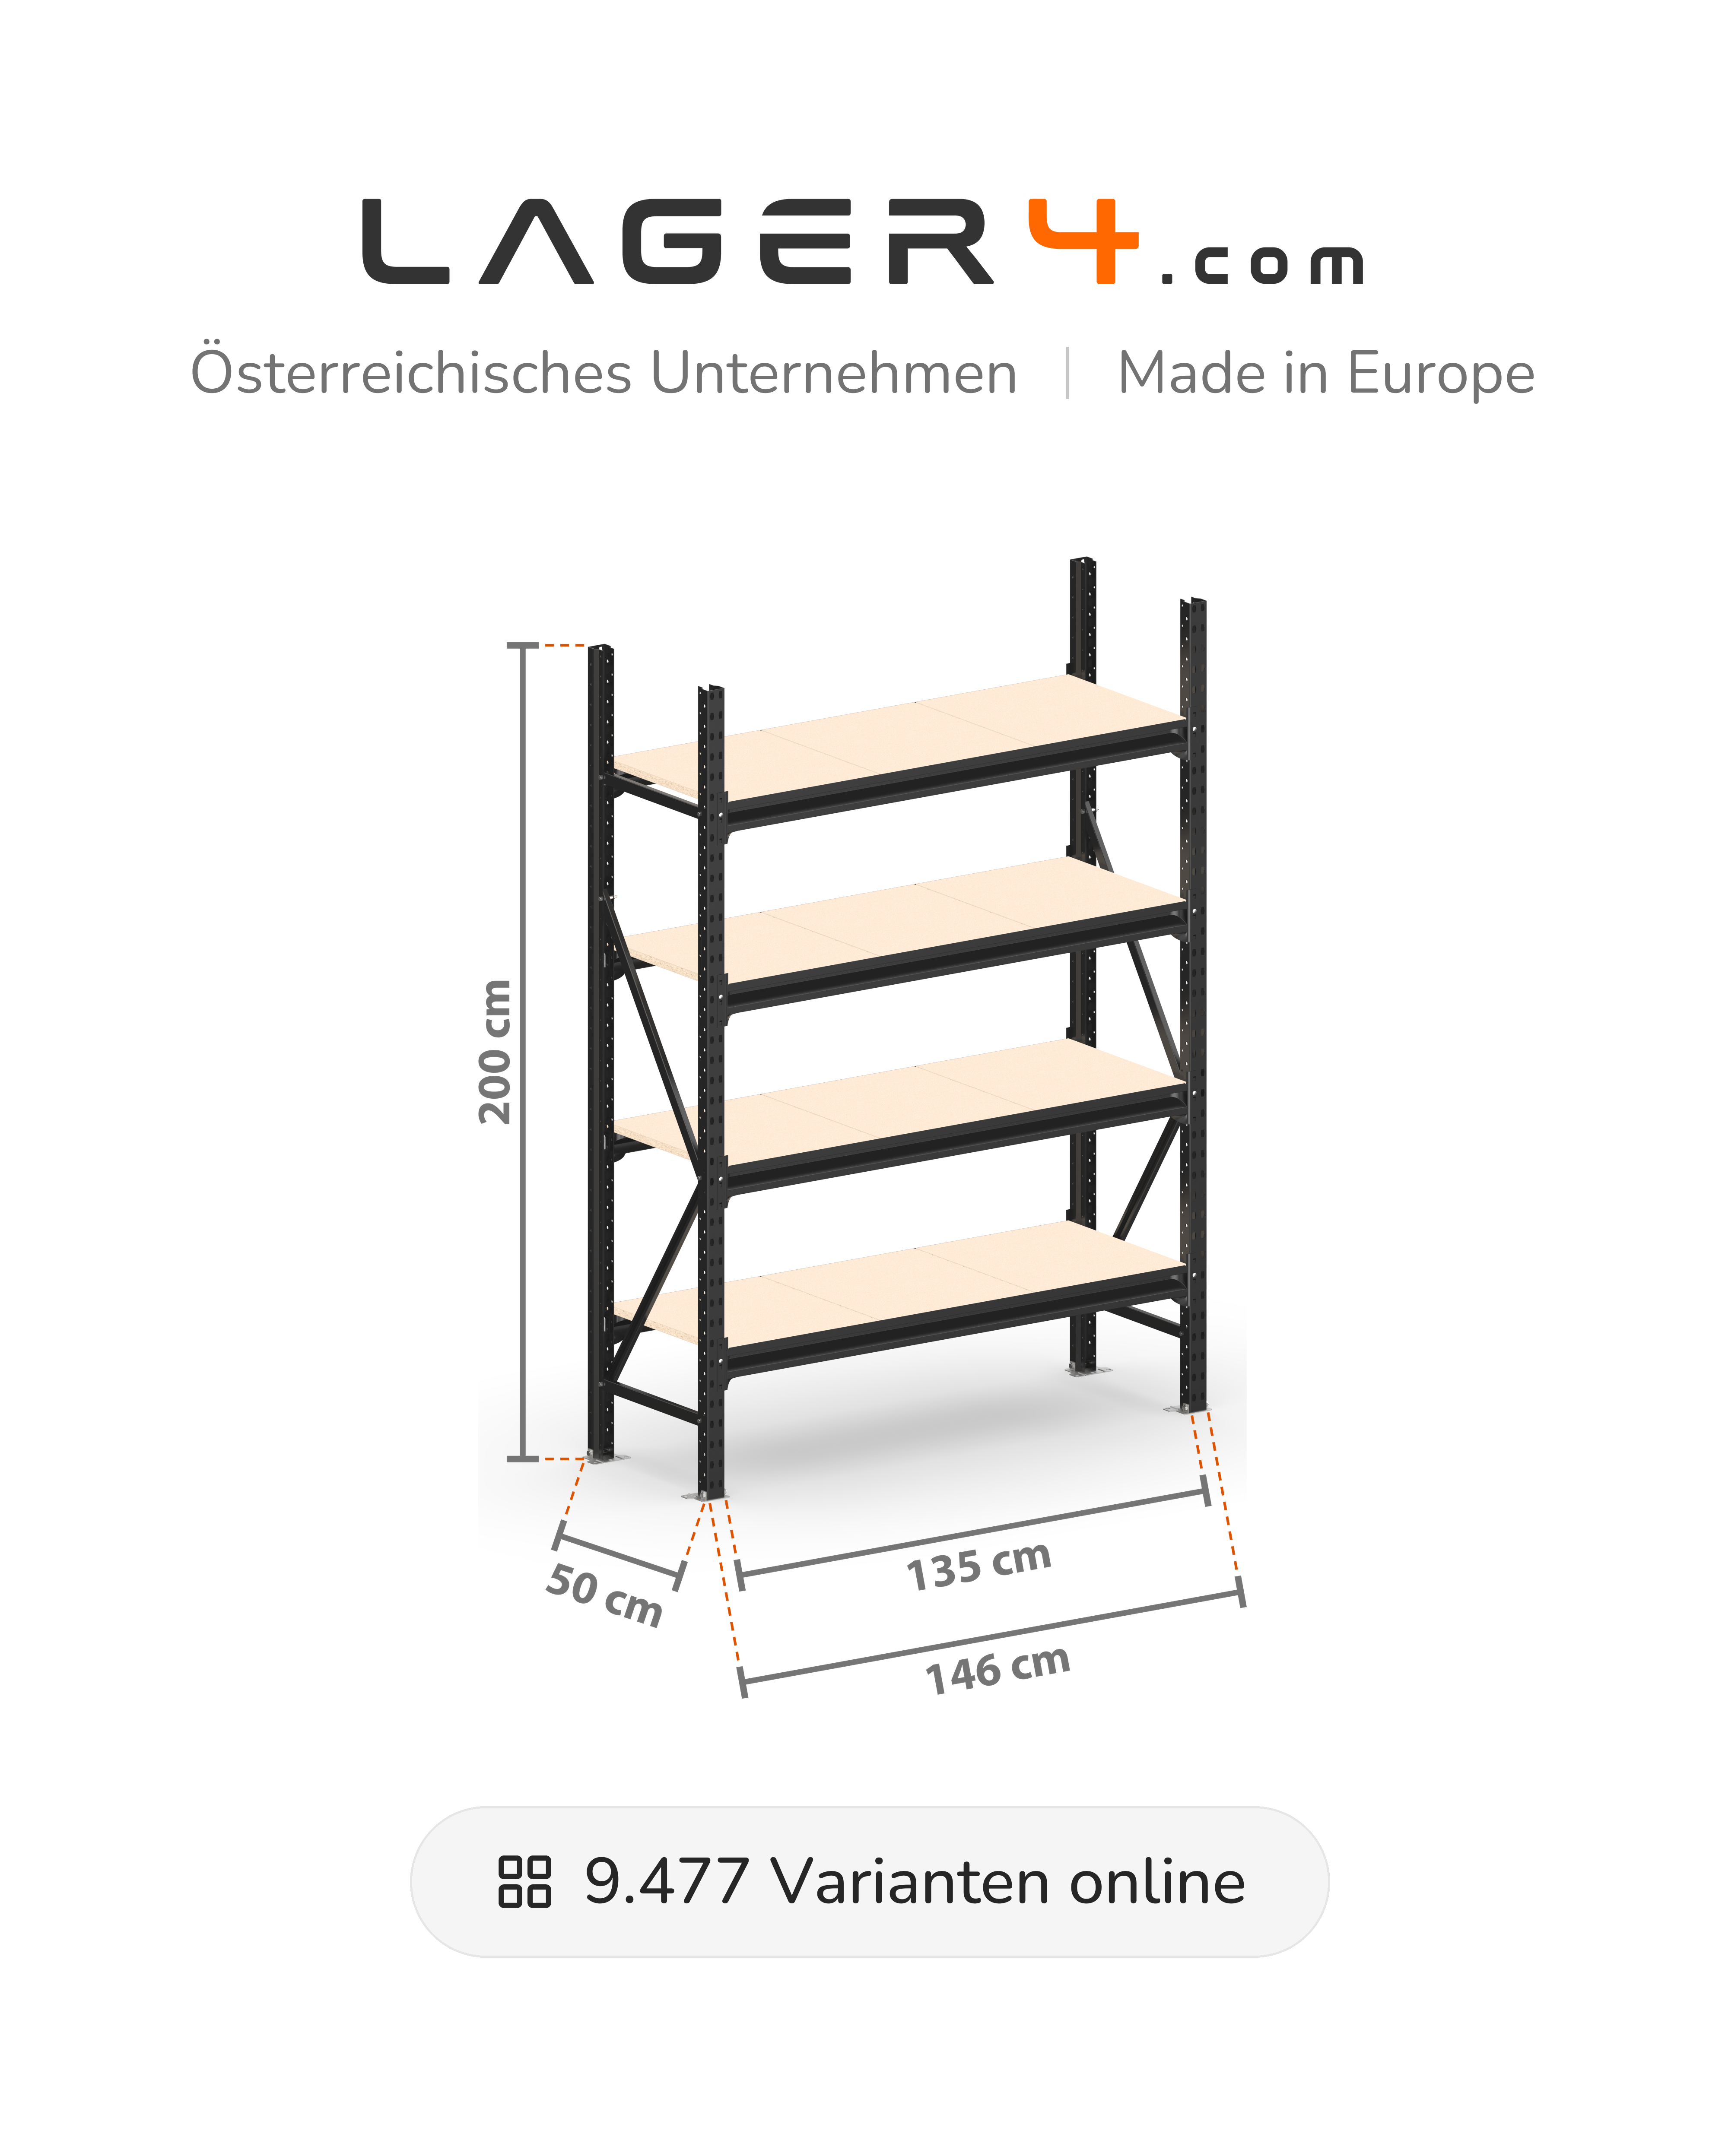 LAGER4.com
Österreichisches Unternehmen | Made in Europe
200 cm
50 cm
135 cm
146 cm
9.477 Varianten online